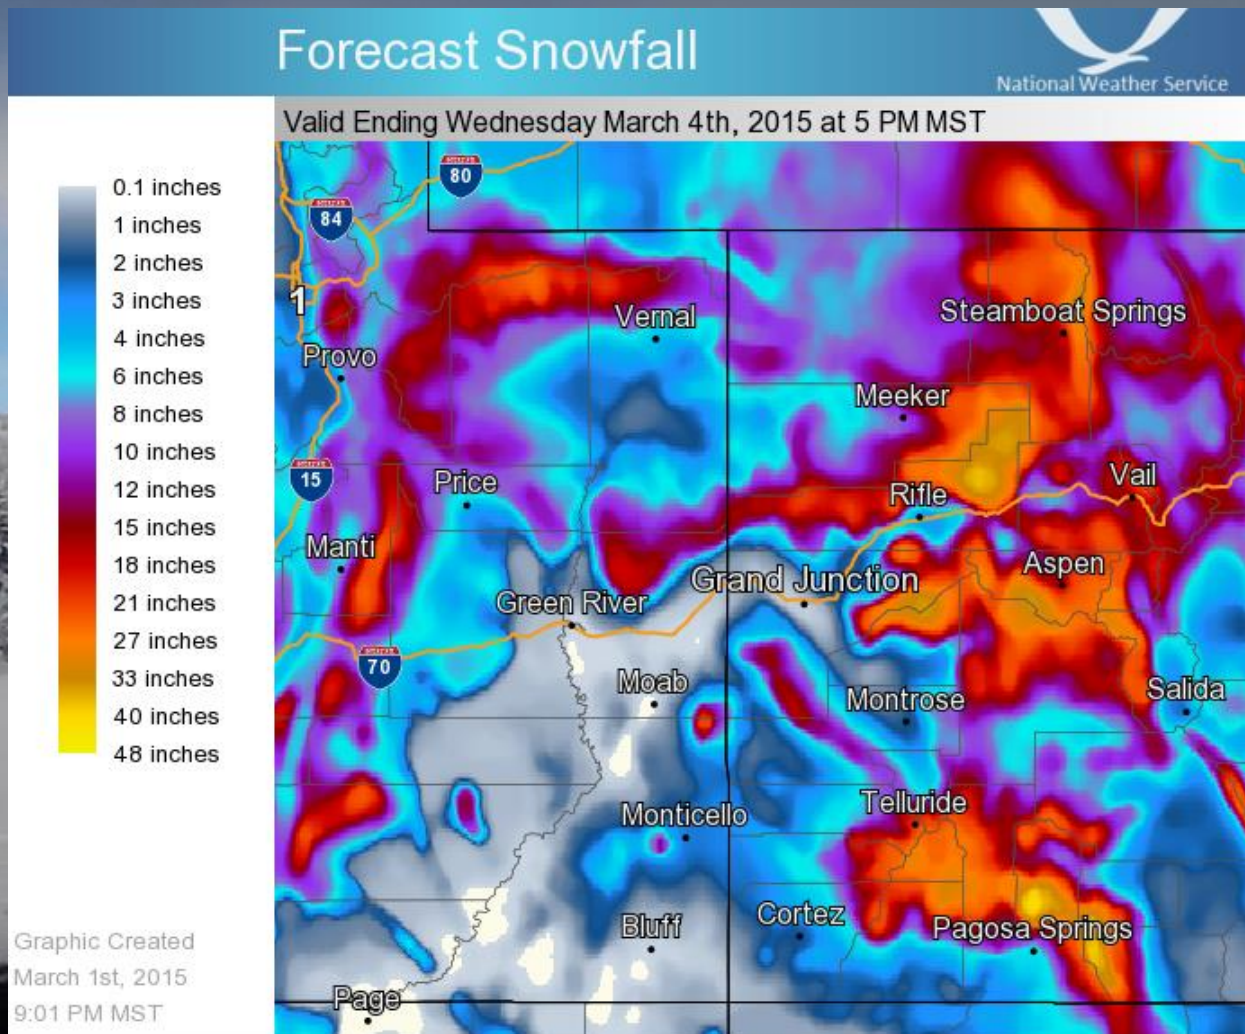 Forecast Snowfall
National Weather Service
Valid Ending Wednesday March 4th, 2015 at 5 PM MST
0.1 inches
1 inches
2 inches
3 inches
4 inches
6 inches
8 inches
10 inches
12 inches
15 inches
18 inches
21 inches
27 inches
33 inches
40 inches
48 inches
80
84
1
Vernal
Steamboat Springs
Provo
Meeker
15
Price
Vail
Rifle
Manti
Aspen
Grand Junction
Green River
70
Moab
Montrose
Salida
Telluride
Monticello
Cortez
Bluff
Pagosa Springs
Page
Graphic Created
March 1st, 2015
9:01 PM MST